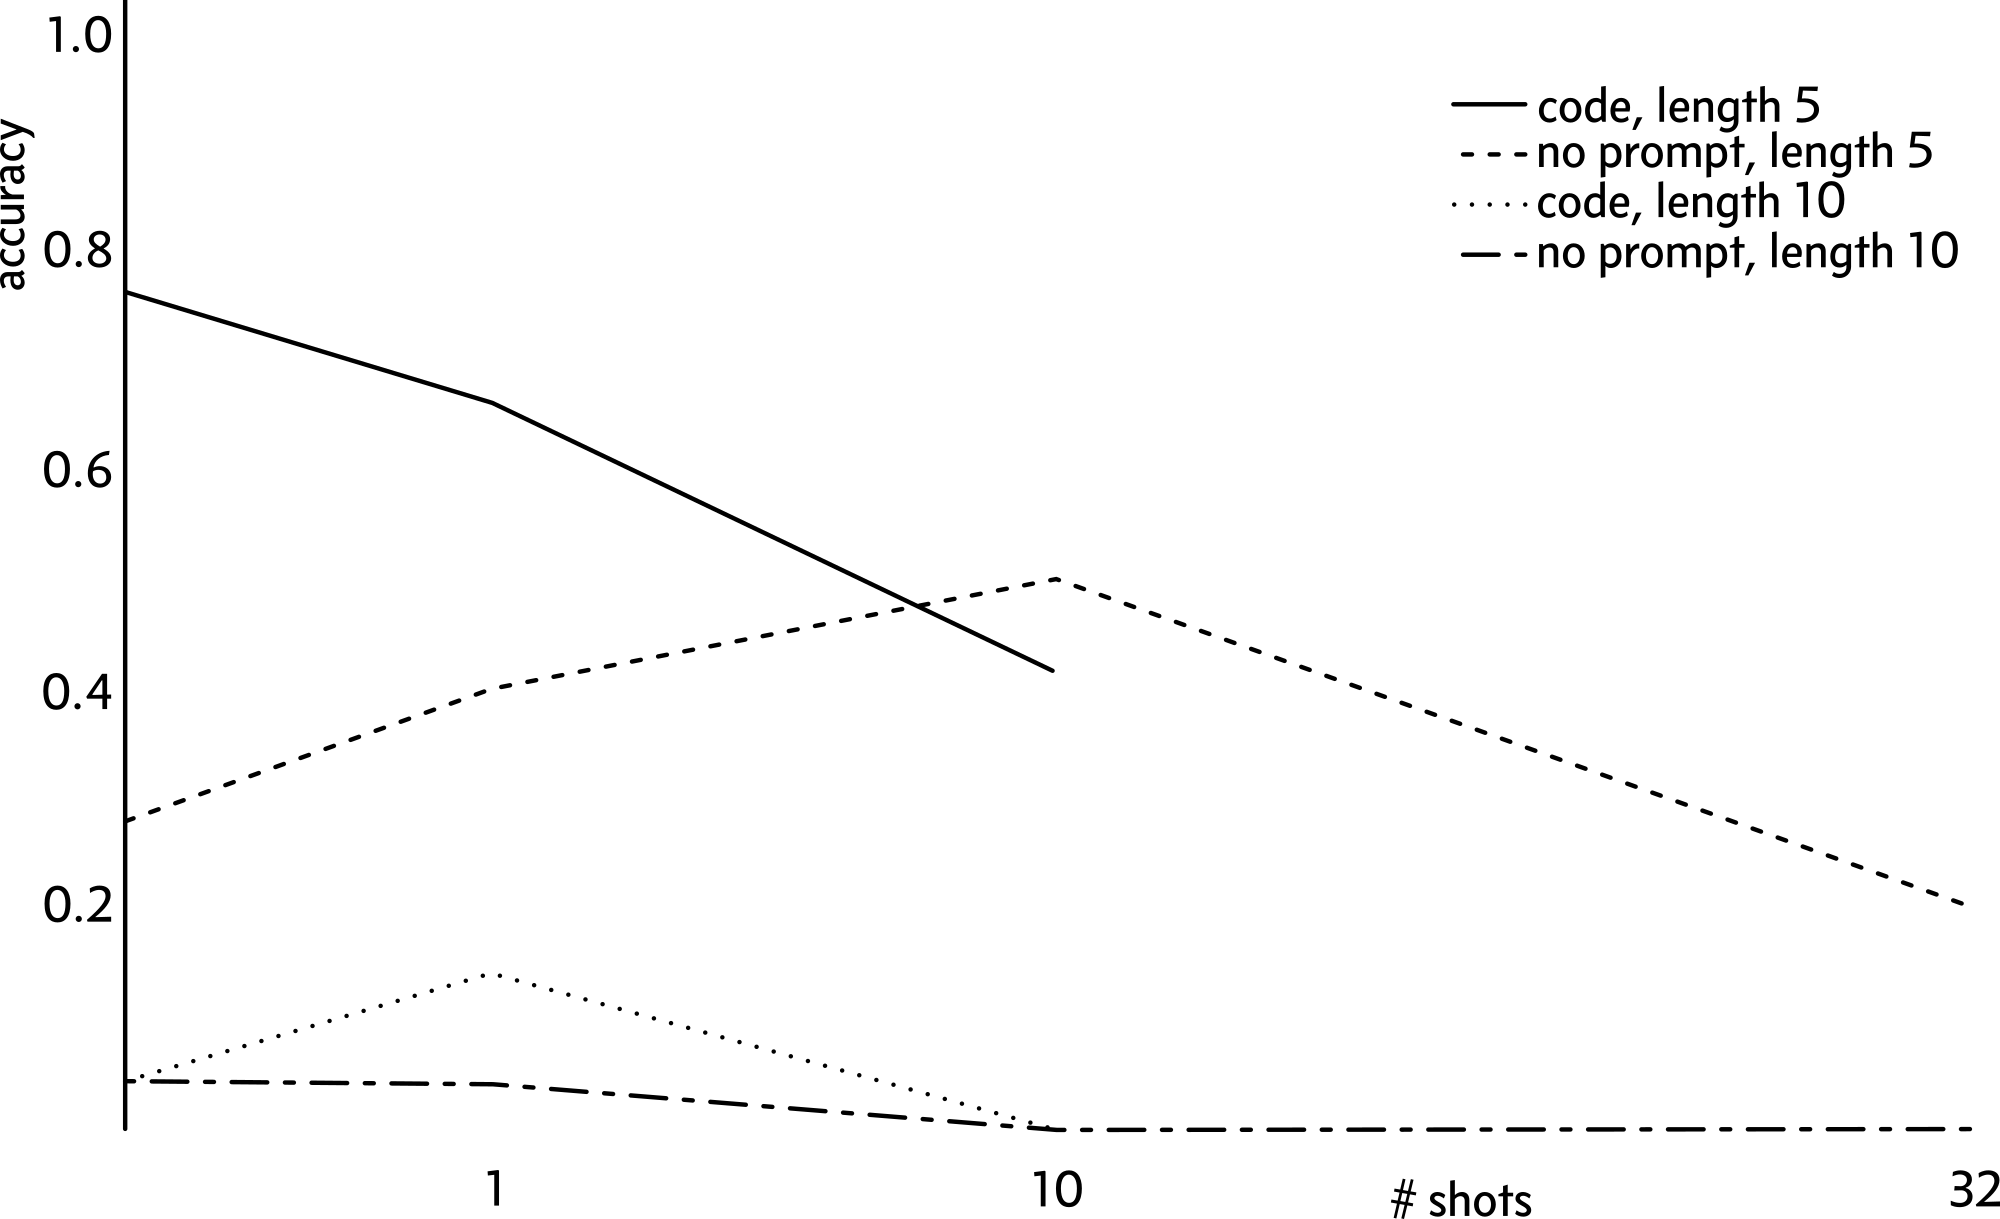 1.0
accuracy
0.8
0.6
0.4
0.2
code, length 5
no prompt, length 5
code, length 10
no prompt, length 10
1
10
# shots
32